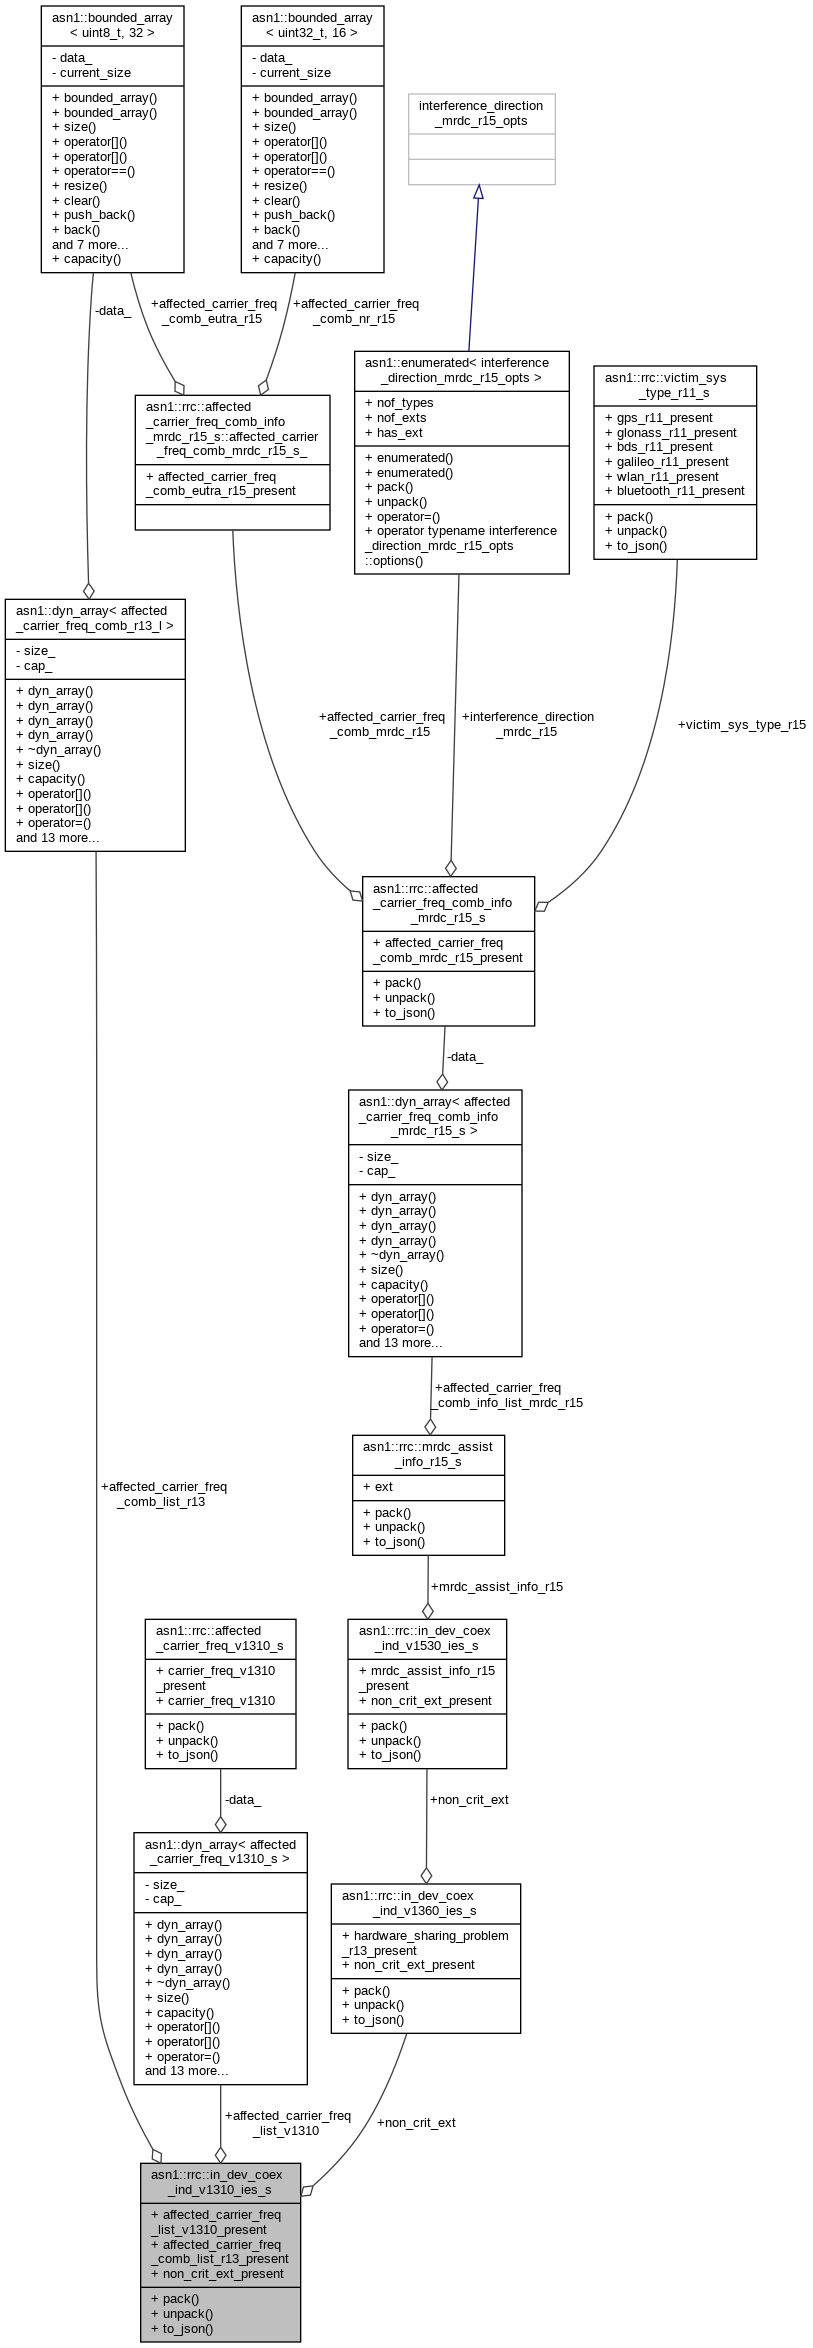 asn1::bounded_array
< uint8_t, 32 >
- data_
- current_size
+ bounded_array()
+ bounded_array()
+ size()
+ operator[]()
+ operator[]()
+ operator==()
+ resize()
+ clear()
+ push_back()
+ back()
and 7 more...
+ capacity()
asn1::bounded_array
< uint32_t, 16 >
- data_
- current_size
+ bounded_array()
+ bounded_array()
+ size()
+ operator[]()
+ operator[]()
+ operator==()
+ resize()
+ clear()
+ push_back()
+ back()
and 7 more...
+ capacity()
interference_direction
_mrdc_r15_opts
-data_
+affected_carrier_freq
_comb_eutra_r15
+affected_carrier_freq
_comb_nr_r15
asn1::rrc::affected
_carrier_freq_comb_info
_mrdc_r15_s::affected_carrier
_freq_comb_mrdc_r15_s_
+ affected_carrier_freq
_comb_eutra_r15_present
asn1::enumerated< interference
_direction_mrdc_r15_opts >
+ nof_types
+ nof_exts
+ has_ext
+ enumerated()
+ enumerated()
+ pack()
+ unpack()
+ operator=()
+ operator typename interference
_direction_mrdc_r15_opts
::options()
asn1::rrc::victim_sys
_type_r11_s
+ gps_r11_present
+ glonass_r11_present
+ bds_r11_present
+ galileo_r11_present
+ wlan_r11_present
+ bluetooth_r11_present
+ pack()
+ unpack()
+ to_json()
asn1::dyn_array< affected
_carrier_freq_comb_r13_l >
- size_
- cap_
+ dyn_array()
+ dyn_array()
+ dyn_array()
+ dyn_array()
+ ~dyn_array()
+ size()
+ capacity()
+ operator[]()
+ operator[]()
+ operator=()
and 13 more...
+affected_carrier_freq
_comb_mrdc_r15
+interference_direction
_mrdc_r15
+victim_sys_type_r15
asn1::rrc::affected
_carrier_freq_comb_info
_mrdc_r15_s
+ affected_carrier_freq
_comb_mrdc_r15_present
+ pack()
+ unpack()
+ to_json()
-data_
asn1::dyn_array< affected
_carrier_freq_comb_info
_mrdc_r15_s >
- size_
- cap_
+ dyn_array()
+ dyn_array()
+ dyn_array()
+ dyn_array()
+ ~dyn_array()
+ size()
+ capacity()
+ operator[]()
+ operator[]()
+ operator=()
and 13 more...
+affected_carrier_freq
_comb_info_list_mrdc_r15
asn1::rrc::mrdc_assist
_info_r15_s
+ ext
+ pack()
+ unpack()
+ to_json()
+affected_carrier_freq
_comb_list_r13
+mrdc_assist_info_r15
asn1::rrc::affected
_carrier_freq_v1310_s
+ carrier_freq_v1310
_present
+ carrier_freq_v1310
+ pack()
+ unpack()
+ to_json()
asn1::rrc::in_dev_coex
_ind_v1530_ies_s
+ mrdc_assist_info_r15
_present
+ non_crit_ext_present
+ pack()
+ unpack()
+ to_json()
-data_
+non_crit_ext
asn1::dyn_array< affected
_carrier_freq_v1310_s >
- size_
- cap_
+ dyn_array()
+ dyn_array()
+ dyn_array()
+ dyn_array()
+ ~dyn_array()
+ size()
+ capacity()
+ operator[]()
+ operator[]()
+ operator=()
and 13 more...
asn1::rrc::in_dev_coex
_ind_v1360_ies_s
+ hardware_sharing_problem
_r13_present
+ non_crit_ext_present
+ pack()
+ unpack()
+ to_json()
+affected_carrier_freq
_list_v1310
+non_crit_ext
asn1::rrc::in_dev_coex
_ind_v1310_ies_s
+ affected_carrier_freq
_list_v1310_present
+ affected_carrier_freq
_comb_list_r13_present
+ non_crit_ext_present
+ pack()
+ unpack()
+ to_json()